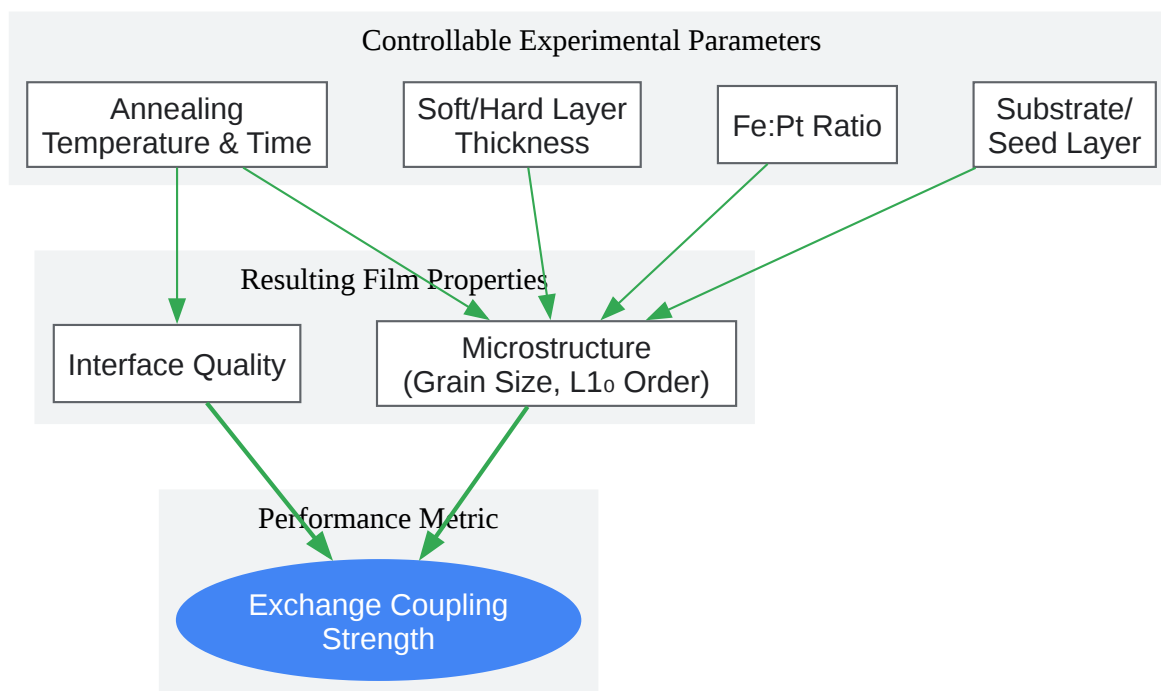 Controllable Experimental Parameters
Annealing
Temperature & Time
Soft/Hard Layer
Thickness
Fe:Pt Ratio
Substrate/
Seed Layer
Resulting Film Properties
Interface Quality
Microstructure
(Grain Size, L1₀ Order)
Performance Metric
Exchange Coupling
Strength